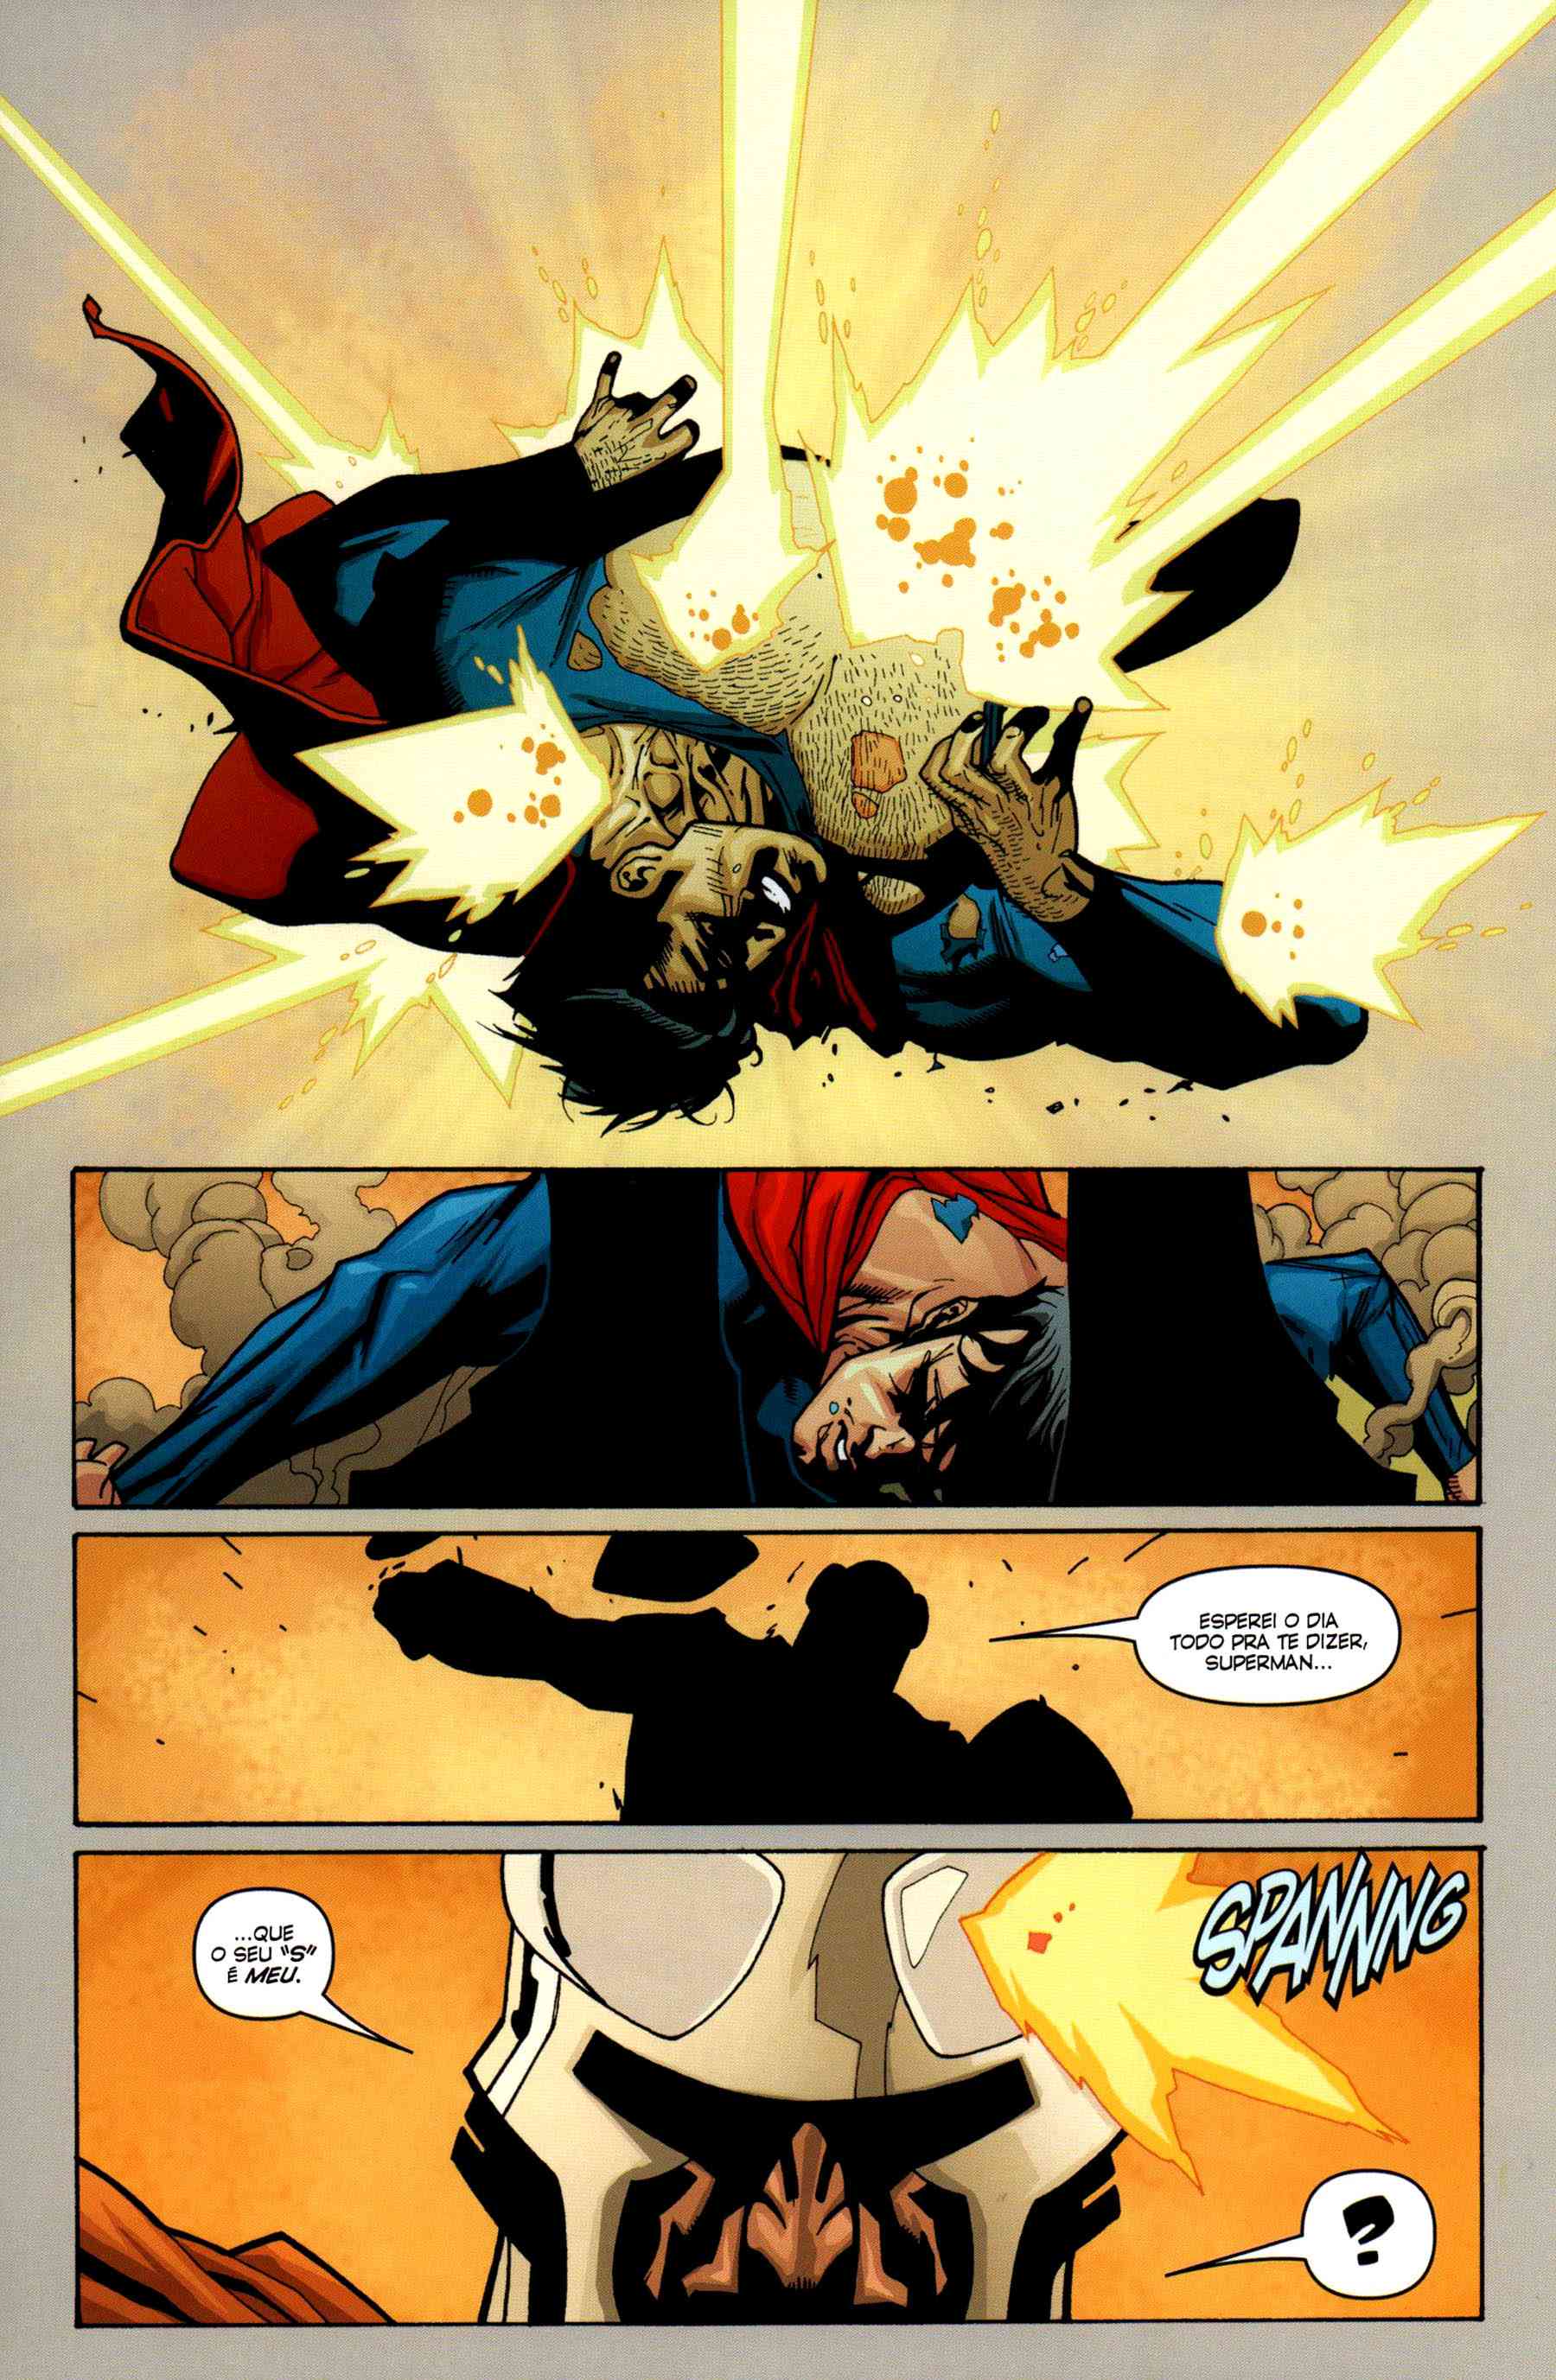 ESPEREI O DIA
TODO PRA TE DIZER,
SUPERMAN...
...QUE
O SEU "S"
É MEU.
SPANNNG
?